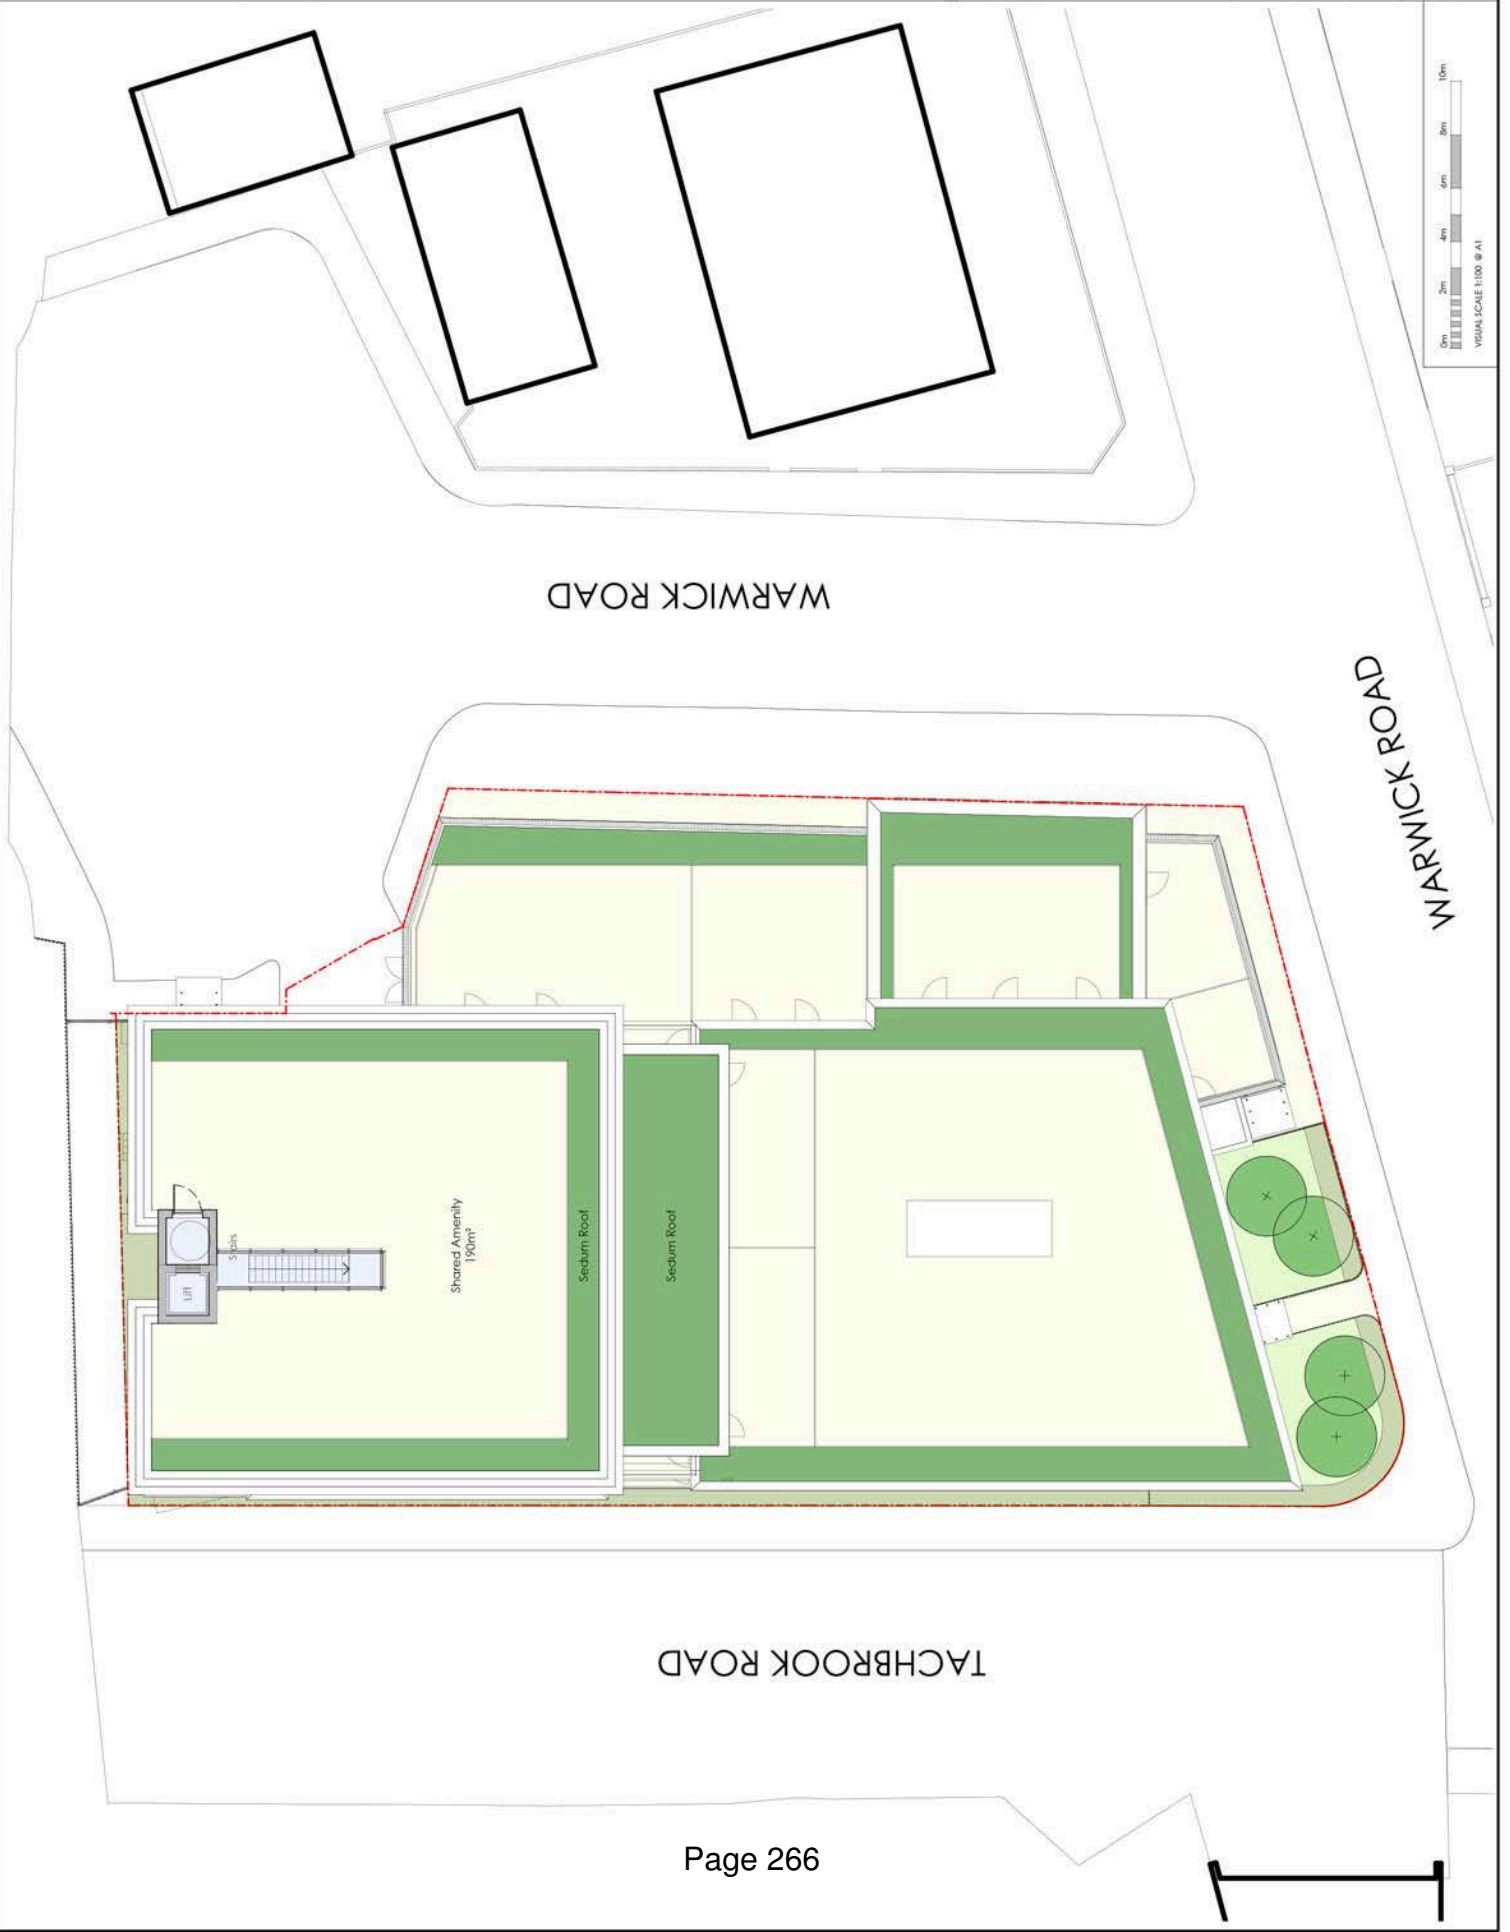 WARWICK ROAD
WARWICK ROAD
TACHBROOK ROAD
Stairs
Lift
Shared Amenity
190m²
Sedum Roof
Sedum Roof
0m 2m 4m 6m 8m 10m
VISUAL SCALE 1:100 @ A1
Page 266